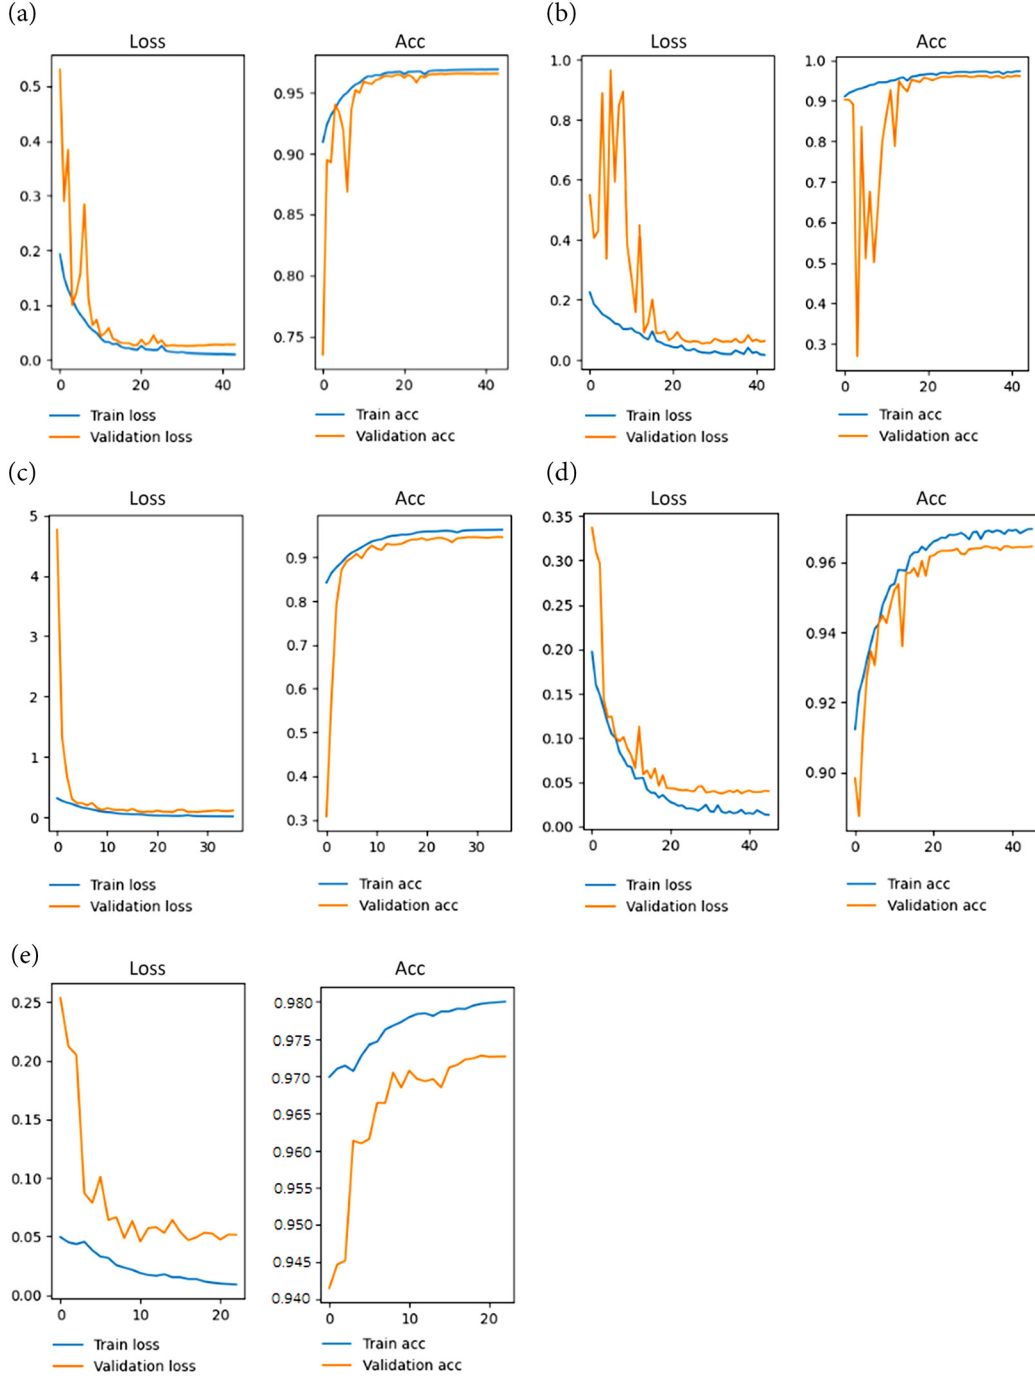 (a)
(b)
Loss
Acc
Loss
Acc
0.5
0.4
0.3
0.2
0.1
0.0
0
20
40
0.95
0.90
0.85
0.80
0.75
0
20
40
1.0
0.8
0.6
0.4
0.2
0.0
0
20
40
1.0
0.9
0.8
0.7
0.6
0.5
0.4
0.3
0
20
40
Train loss
Validation loss
Train acc
Validation acc
Train loss
Validation loss
Train acc
Validation acc
(c)
(d)
Loss
Acc
Loss
Acc
5
4
3
2
1
0
0
10
20
30
0.9
0.8
0.7
0.6
0.5
0.4
0.3
0
10
20
30
0.35
0.30
0.25
0.20
0.15
0.10
0.05
0.00
0
20
40
0.96
0.94
0.92
0.90
0
20
40
Train loss
Validation loss
Train acc
Validation acc
Train loss
Validation loss
Train acc
Validation acc
(e)
Loss
Acc
0.25
0.20
0.15
0.10
0.05
0.00
0
10
20
0.980
0.975
0.970
0.965
0.960
0.955
0.950
0.945
0.940
0
10
20
Train loss
Validation loss
Train acc
Validation acc